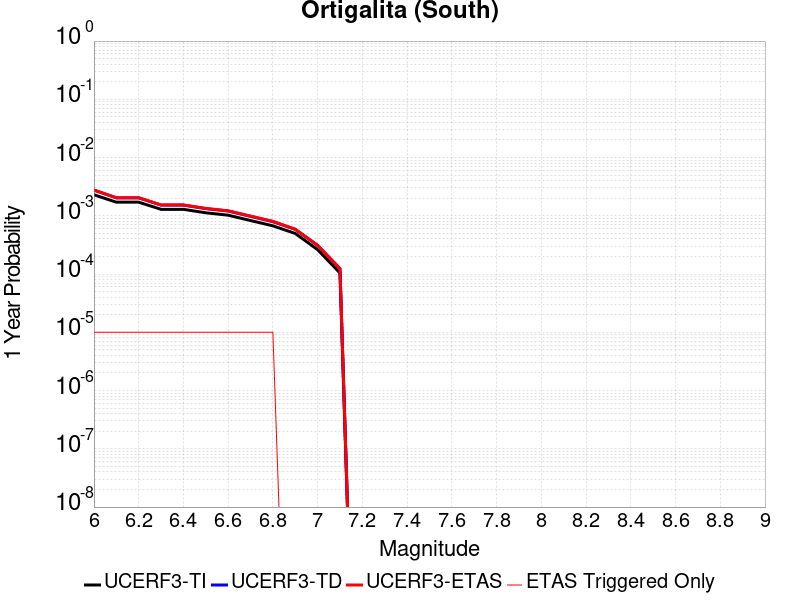 Ortigalita (South)
10^0
10^-1
10^-2
10^-3
10^-4
10^-5
10^-6
10^-7
10^-8
1 Year Probability
6 6.2 6.4 6.6 6.8 7 7.2 7.4 7.6 7.8 8 8.2 8.4 8.6 8.8 9
Magnitude
UCERF3-TI UCERF3-TD UCERF3-ETAS ETAS Triggered Only